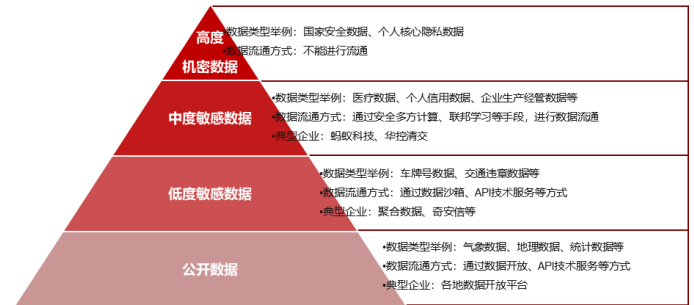 高度
机密数据
•数据类型举例：国家安全数据、个人核心隐私数据
•数据流通方式：不能进行流通
中度敏感数据
•数据类型举例：医疗数据、个人信用数据、企业生产经管数据等
•数据流通方式：通过安全多方计算、联邦学习等手段，进行数据流通
•典型企业：蚂蚁科技、华控清交
低度敏感数据
•数据类型举例：车牌号数据、交通违章数据等
•数据流通方式：通过数据沙箱、API技术服务等方式
•典型企业：聚合数据、奇安信等
公开数据
•数据类型举例：气象数据、地理数据、统计数据等
•数据流通方式：通过数据开放、API技术服务等方式
•典型企业：各地数据开放平台